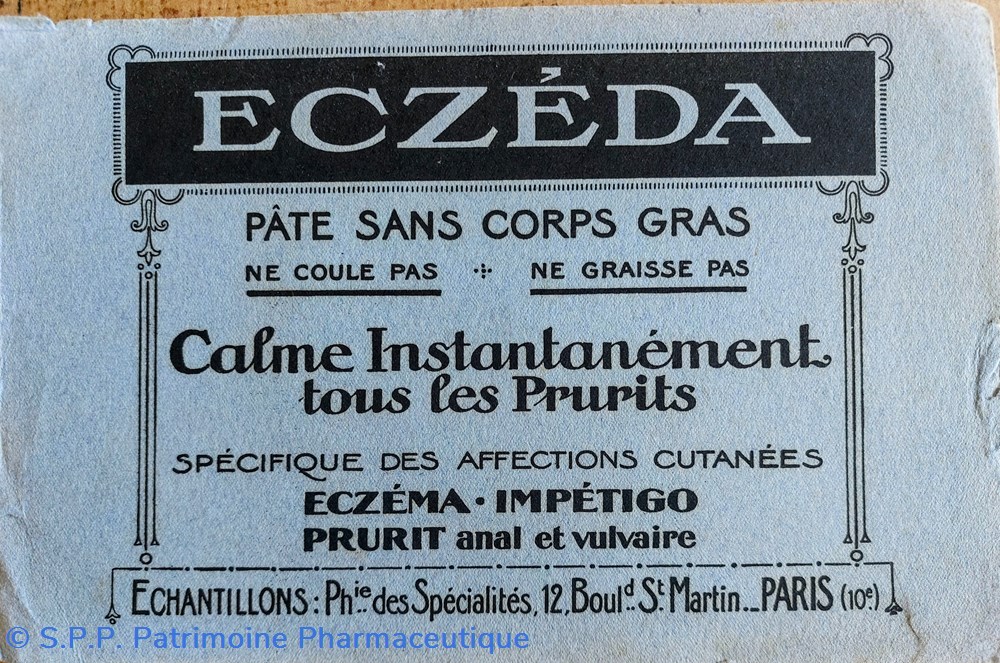 ECZÉDA
PÂTE SANS CORPS GRAS
NE COULE PAS ⁘ NE GRAISSE PAS
Calme Instantanément
tous les Prurits
SPÉCIFIQUE DES AFFECTIONS CUTANÉES
ECZÉMA · IMPÉTIGO
PRURIT anal et vulvaire
ECHANTILLONS : Phie des Spécialités, 12, Bould St Martin _ PARIS (10e)
© S.P.P. Patrimoine Pharmaceutique